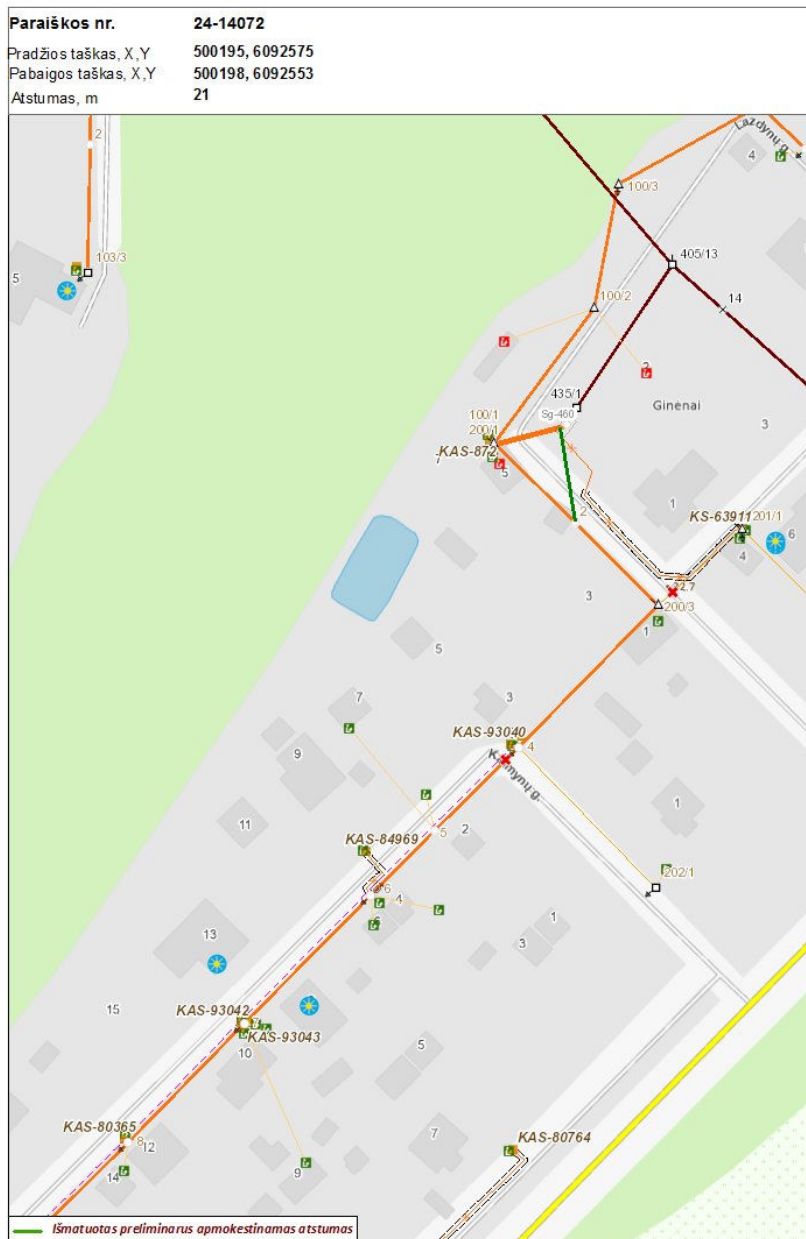 Paraiškos nr. 24-14072
Pradžios taškas, X,Y 500195, 6092575
Pabaigos taškas, X,Y 500198, 6092553
Atstumas, m 21
2
Lazdynų g.
4
1
100/3
103/3
5
405/13
14
100/2
2
435/1
Ginėnai
Sg-460
3
100/1
200/1
KAS-872
5
1
KS-63911
201/1
6
4
2
3
200/3
1
5
7
3
KAS-93040
4
9
Kaimynų g.
1
11
2
5
KAS-84969
6
4
202/1
6
1
3
13
15
KAS-93042
7
KAS-93043
10
5
KAS-80365
8
12
7
KAS-80764
14
9
Išmatuotas preliminarus apmokestinamas atstumas